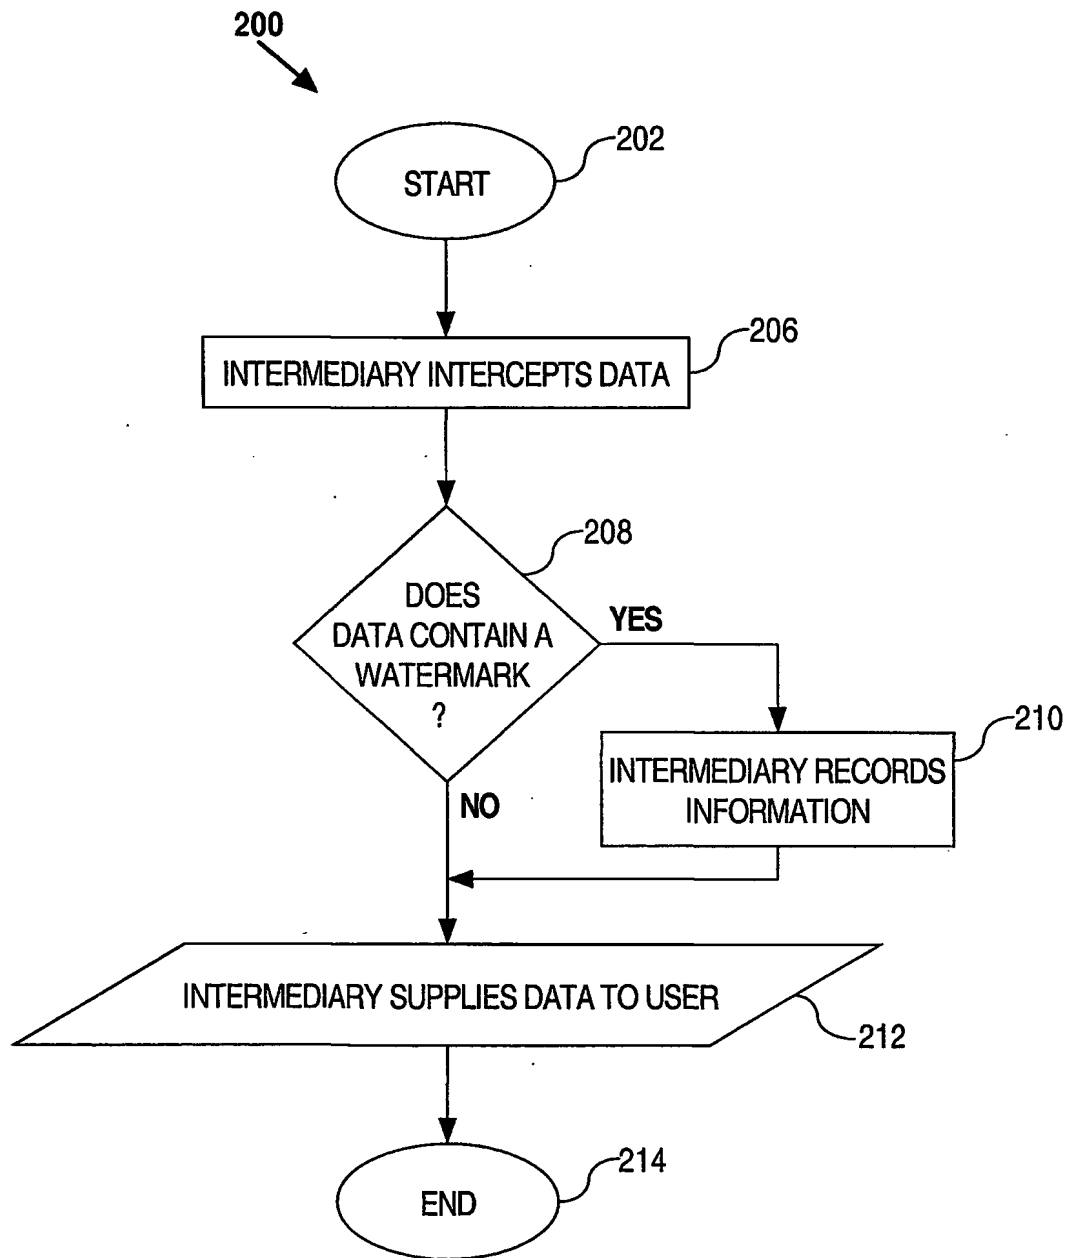 200
START
202
INTERMEDIARY INTERCEPTS DATA
206
DOES
DATA CONTAIN A
WATERMARK
?
208
YES
NO
INTERMEDIARY RECORDS
INFORMATION
210
INTERMEDIARY SUPPLIES DATA TO USER
212
END
214